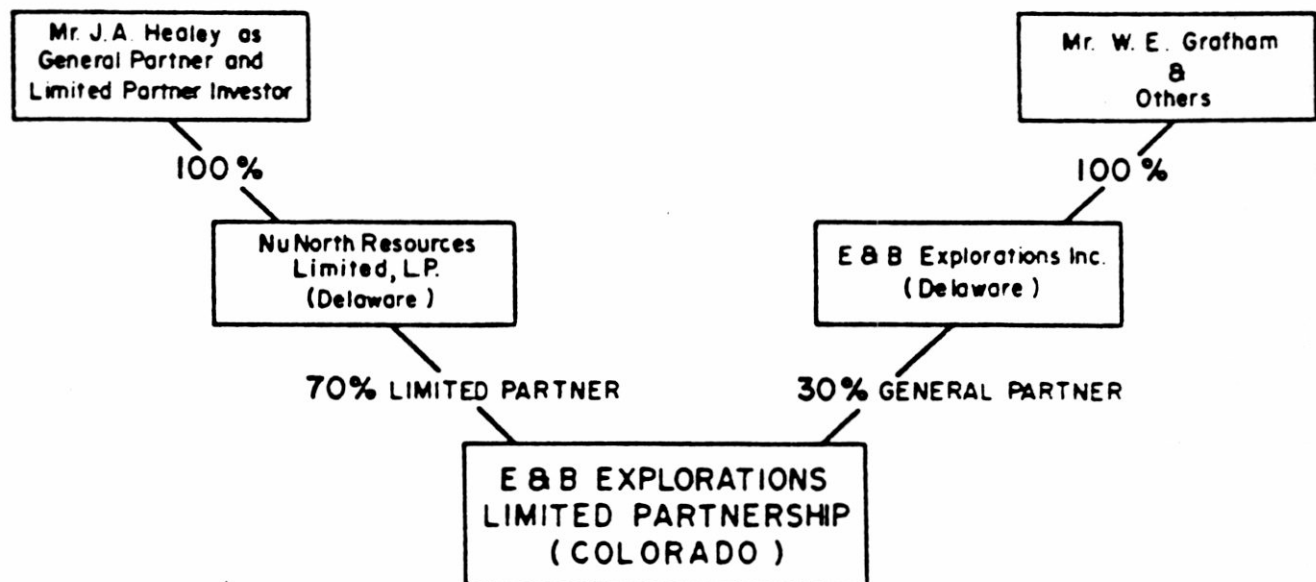 Mr. J.A. Healey as
General Partner and
Limited Partner Investor
Mr. W. E. Grafham
&
Others
100%
100%
NuNorth Resources
Limited, L.P.
(Delaware)
E & B Explorations Inc.
(Delaware)
70% LIMITED PARTNER
30% GENERAL PARTNER
E & B EXPLORATIONS
LIMITED PARTNERSHIP
(COLORADO)